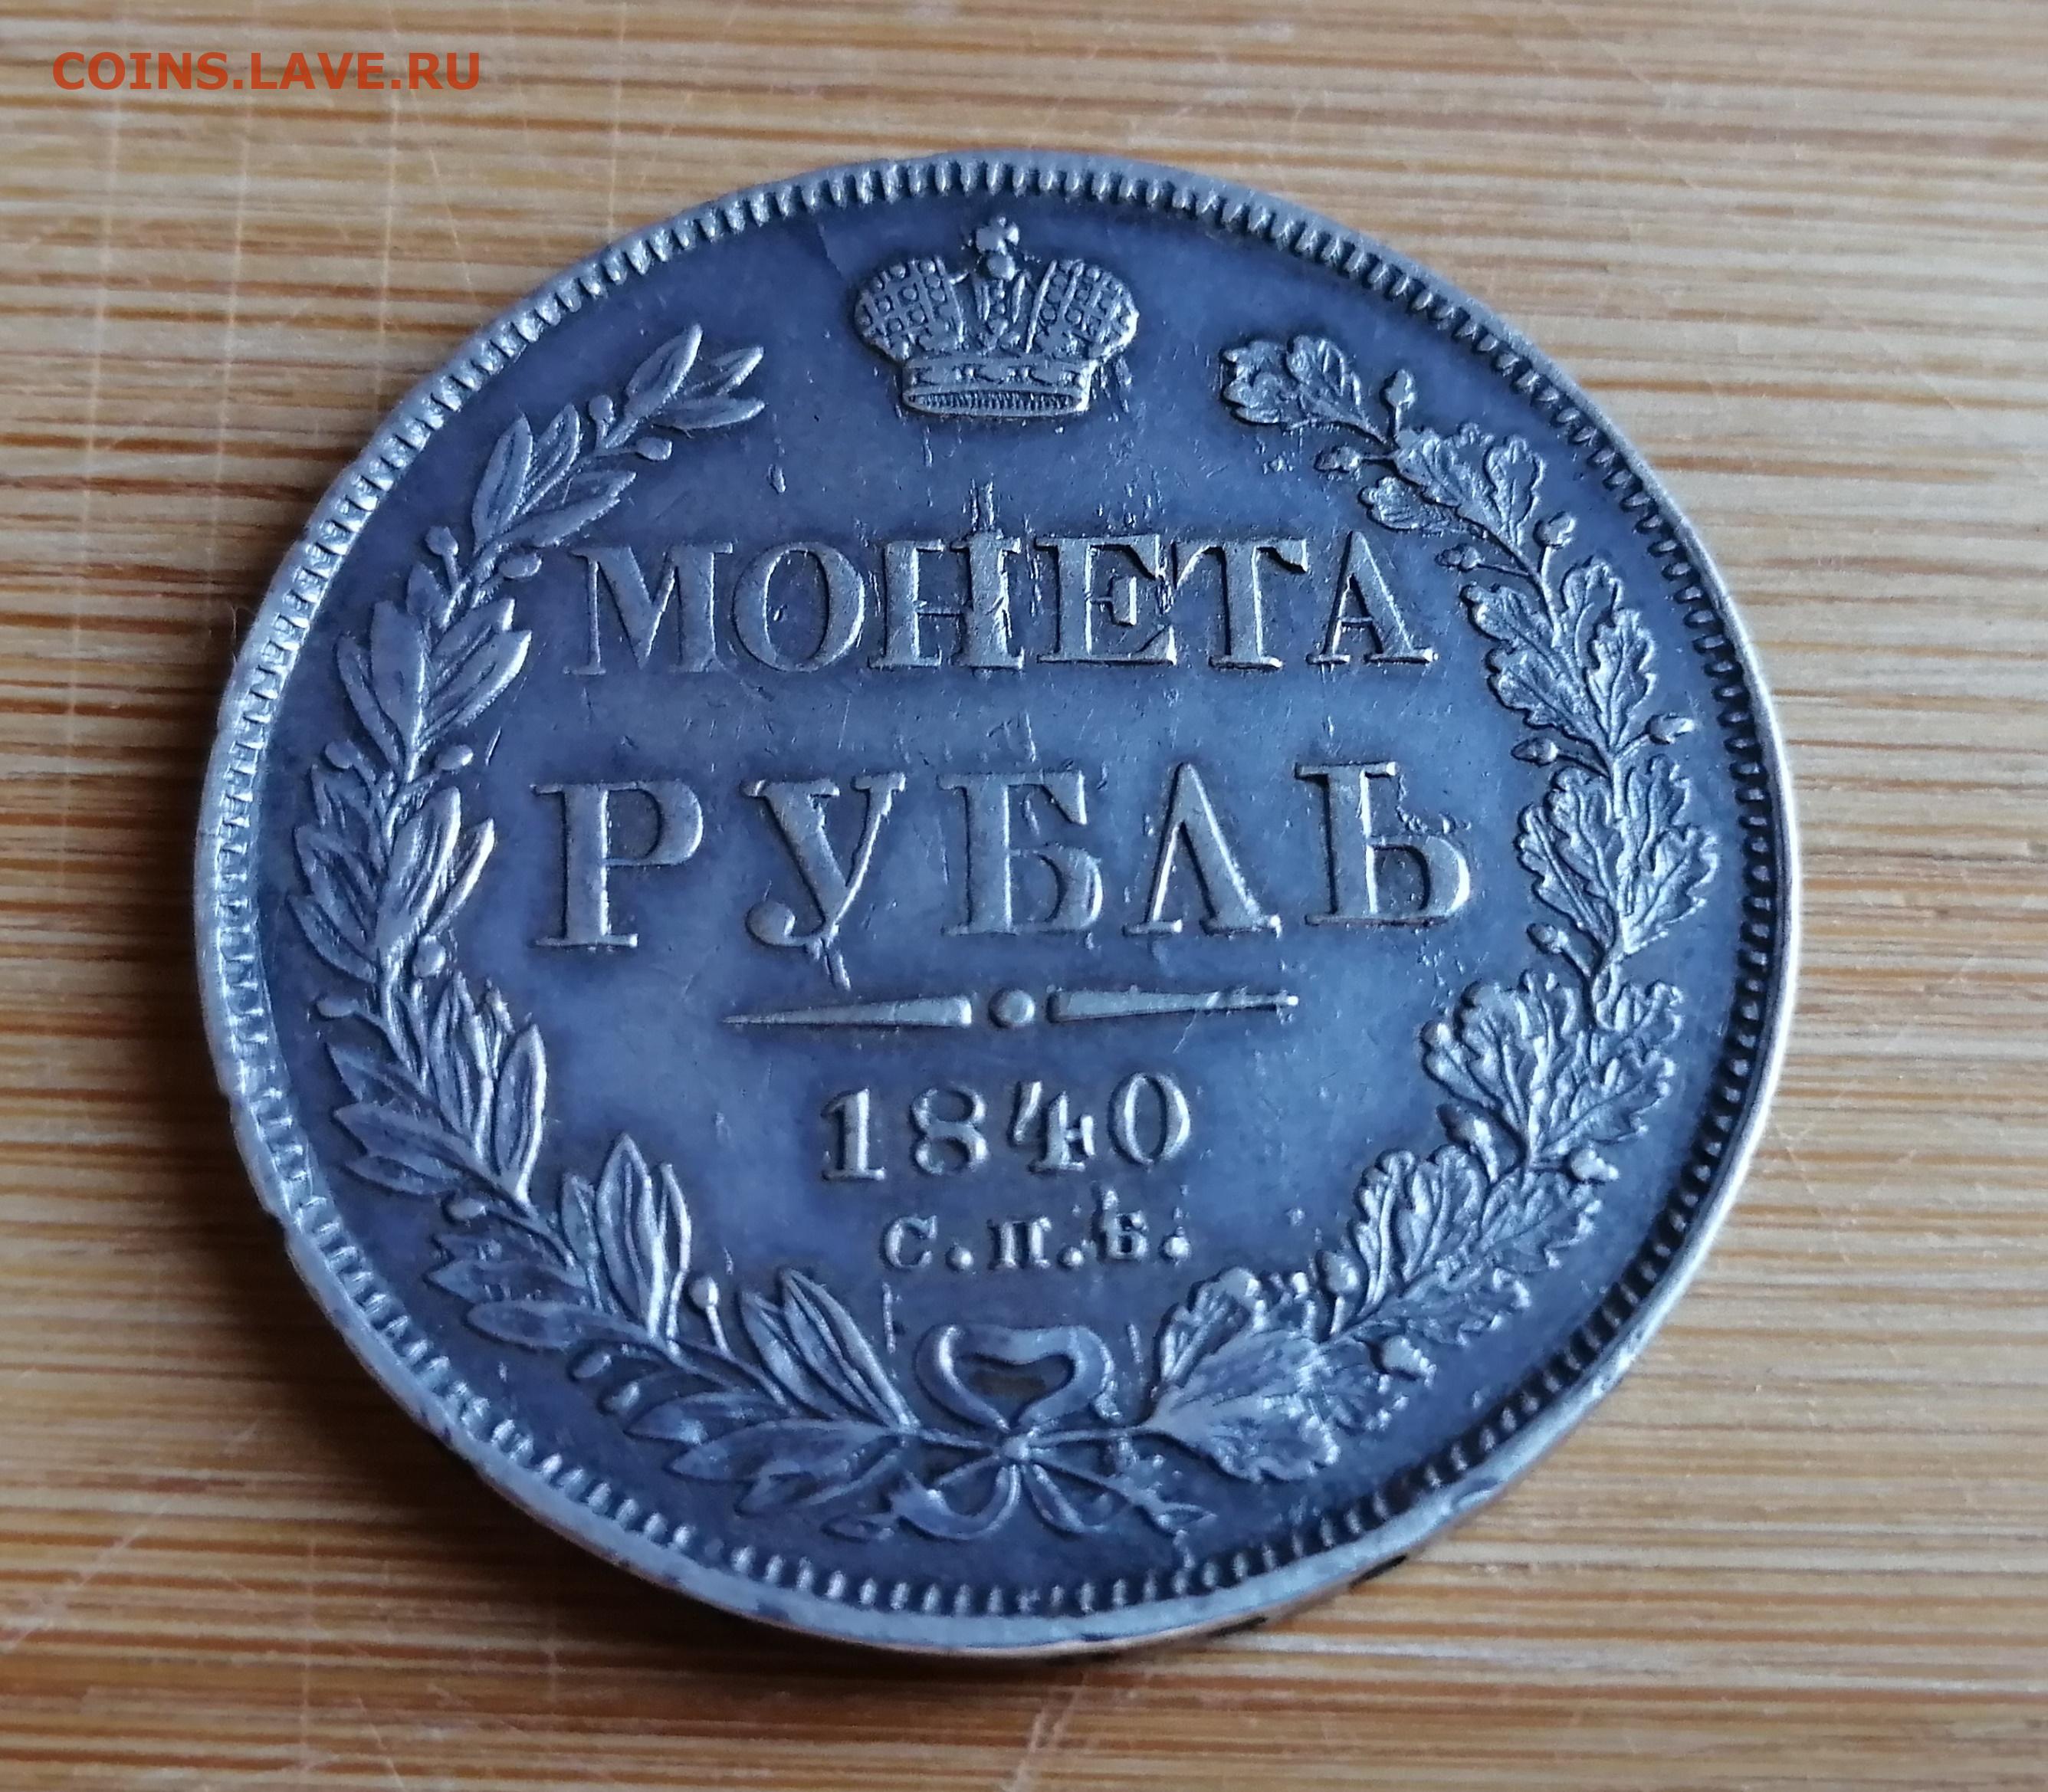 COINS.LAVE.RU
МОНЕТА
РУБЛЬ
1840
С.П.Б.